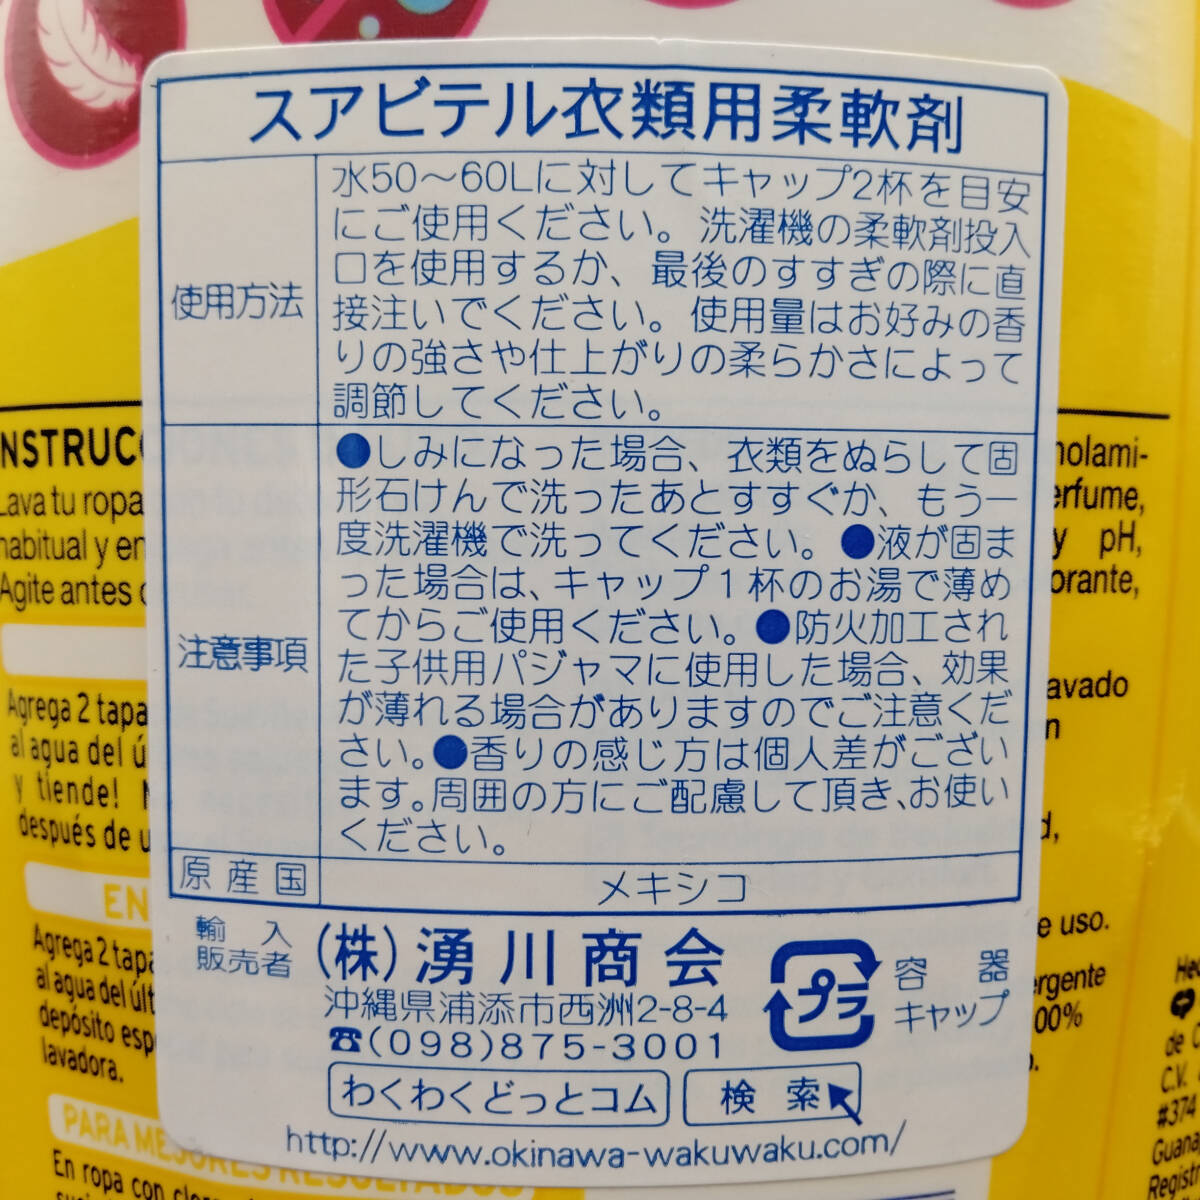 スアビテル衣類用柔軟剤
使用方法
水50～60Lに対してキャップ2杯を目安
にご使用ください。洗濯機の柔軟剤投入
口を使用するか、最後のすすぎの際に直
接注いでください。使用量はお好みの香
りの強さや仕上がりの柔らかさによって
調節してください。
注意事項
●しみになった場合、衣類をぬらして固
形石けんで洗ったあとすすぐか、もう一
度洗濯機で洗ってください。●液が固ま
った場合は、キャップ1杯のお湯で薄め
てからご使用ください。●防火加工され
た子供用パジャマに使用した場合、効果
が薄れる場合がありますのでご注意くだ
さい。●香りの感じ方は個人差がござい
ます。周囲の方にご配慮して頂き、お使い
ください。
原産国
メキシコ
輸入
販売者
(株)湧川商会
沖縄県浦添市西洲2-8-4
☎(098)875-3001
プラ
容器
キャップ
わくわくどっとコム
検索
http://www.okinawa-wakuwaku.com/
NSTRUCC
Lava tu ropa
habitual y en
Agite antes
Agrega 2 tapa
al agua del ú
y tiende!
después de u
EN
Agrega 2 tapa
al agua del últ
depósito esp
lavadora.
PARA MEJORES RESULTADOS
En ropa con
nolami-
erfume,
y pH,
orante,
avado
n
d,
e uso.
ergente
00%
Hec
de
C.V.
#374
Guana
Registr